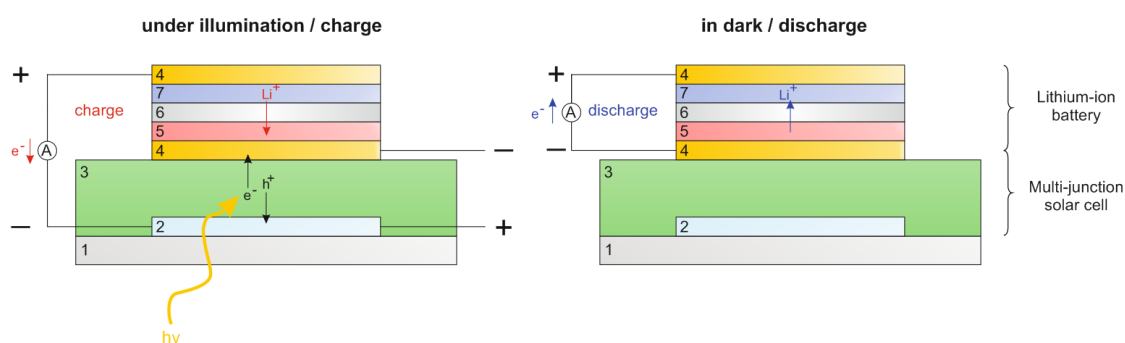 under illumination / charge
in dark / discharge
+
4
7
Li+
6
charge
5
e-
A
4
−
3
e-
h+
−
2
+
1
hν
+
4
7
Li+
6
e-
A
discharge
5
−
4
3
2
1
Lithium-ion
battery
Multi-junction
solar cell